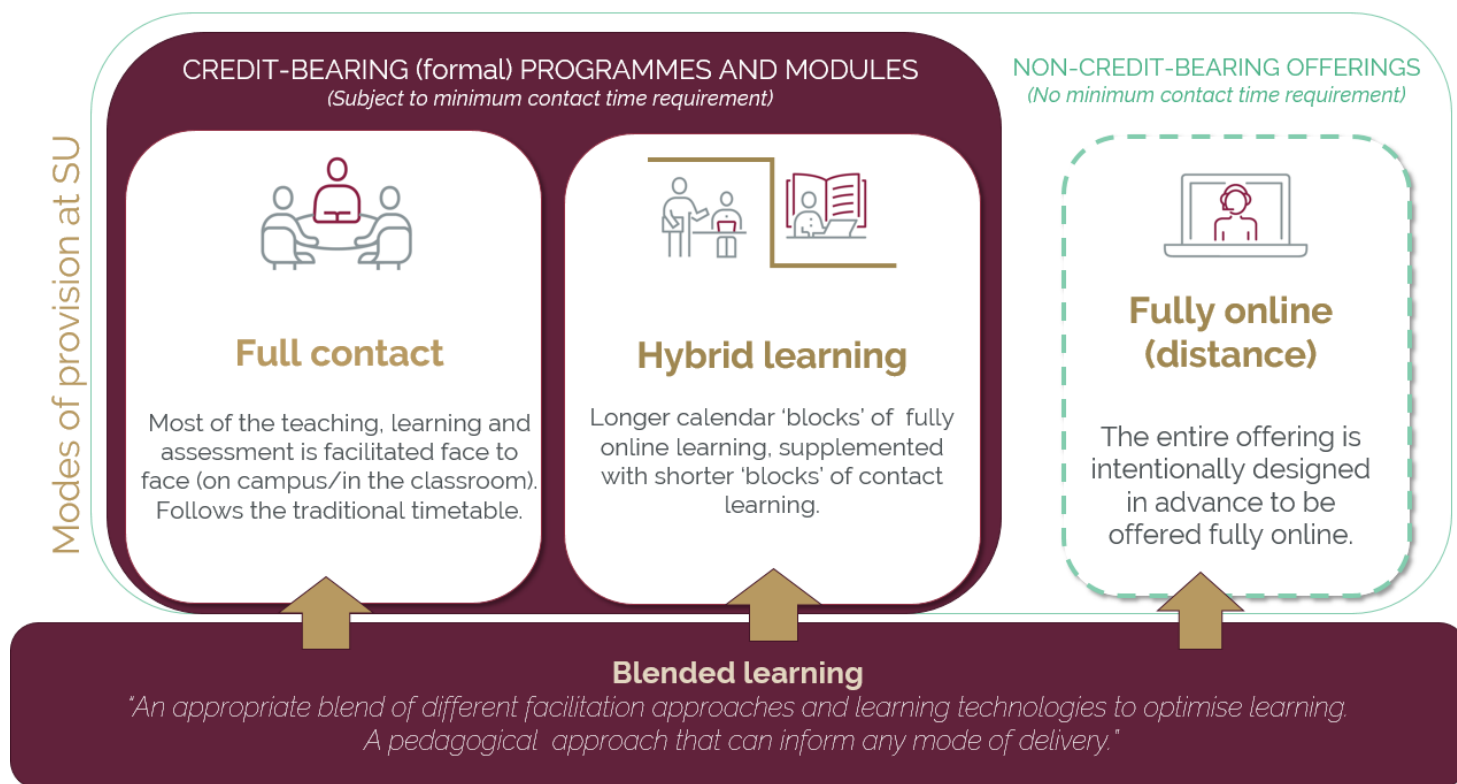 Modes of provision at SU
CREDIT-BEARING (formal) PROGRAMMES AND MODULES
(Subject to minimum contact time requirement)
Full contact
Most of the teaching, learning and
assessment is facilitated face to
face (on campus/in the classroom).
Follows the traditional timetable.
Hybrid learning
Longer calendar ‘blocks’ of fully
online learning, supplemented
with shorter ‘blocks’ of contact
learning.
NON-CREDIT-BEARING OFFERINGS
(No minimum contact time requirement)
Fully online
(distance)
The entire offering is
intentionally designed
in advance to be
offered fully online.
Blended learning
“An appropriate blend of different facilitation approaches and learning technologies to optimise learning.
A pedagogical approach that can inform any mode of delivery.”